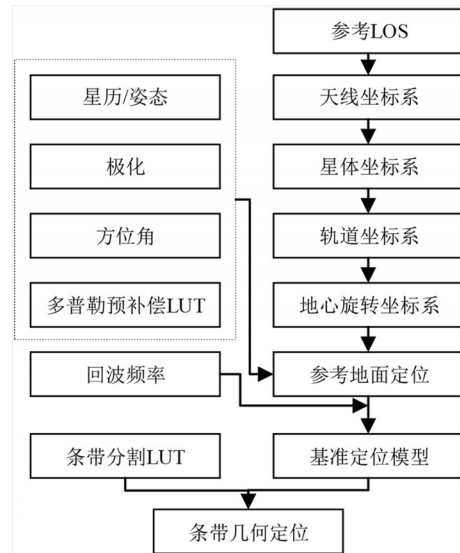 参考LOS
星历/姿态
天线坐标系
极化
星体坐标系
方位角
轨道坐标系
多普勒预补偿LUT
地心旋转坐标系
回波频率
参考地面定位
条带分割LUT
基准定位模型
条带几何定位